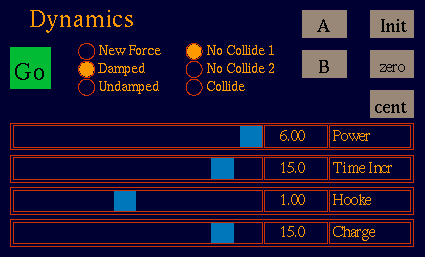 Dynamics
A
Init
Go
New Force
No Collide 1
Damped
No Collide 2
B
zero
Undamped
Collide
cent
6.00 Power
15.0 Time Incr
1.00 Hooke
15.0 Charge